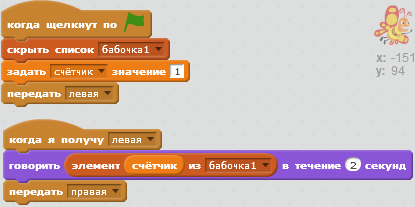 когда щелкнут по
скрыть список бабочка1
задать счётчик значение 1
передать левая
x: -151
y: 94
когда я получу левая
говорить элемент счётчик из бабочка1 в течение 2 секунд
передать правая